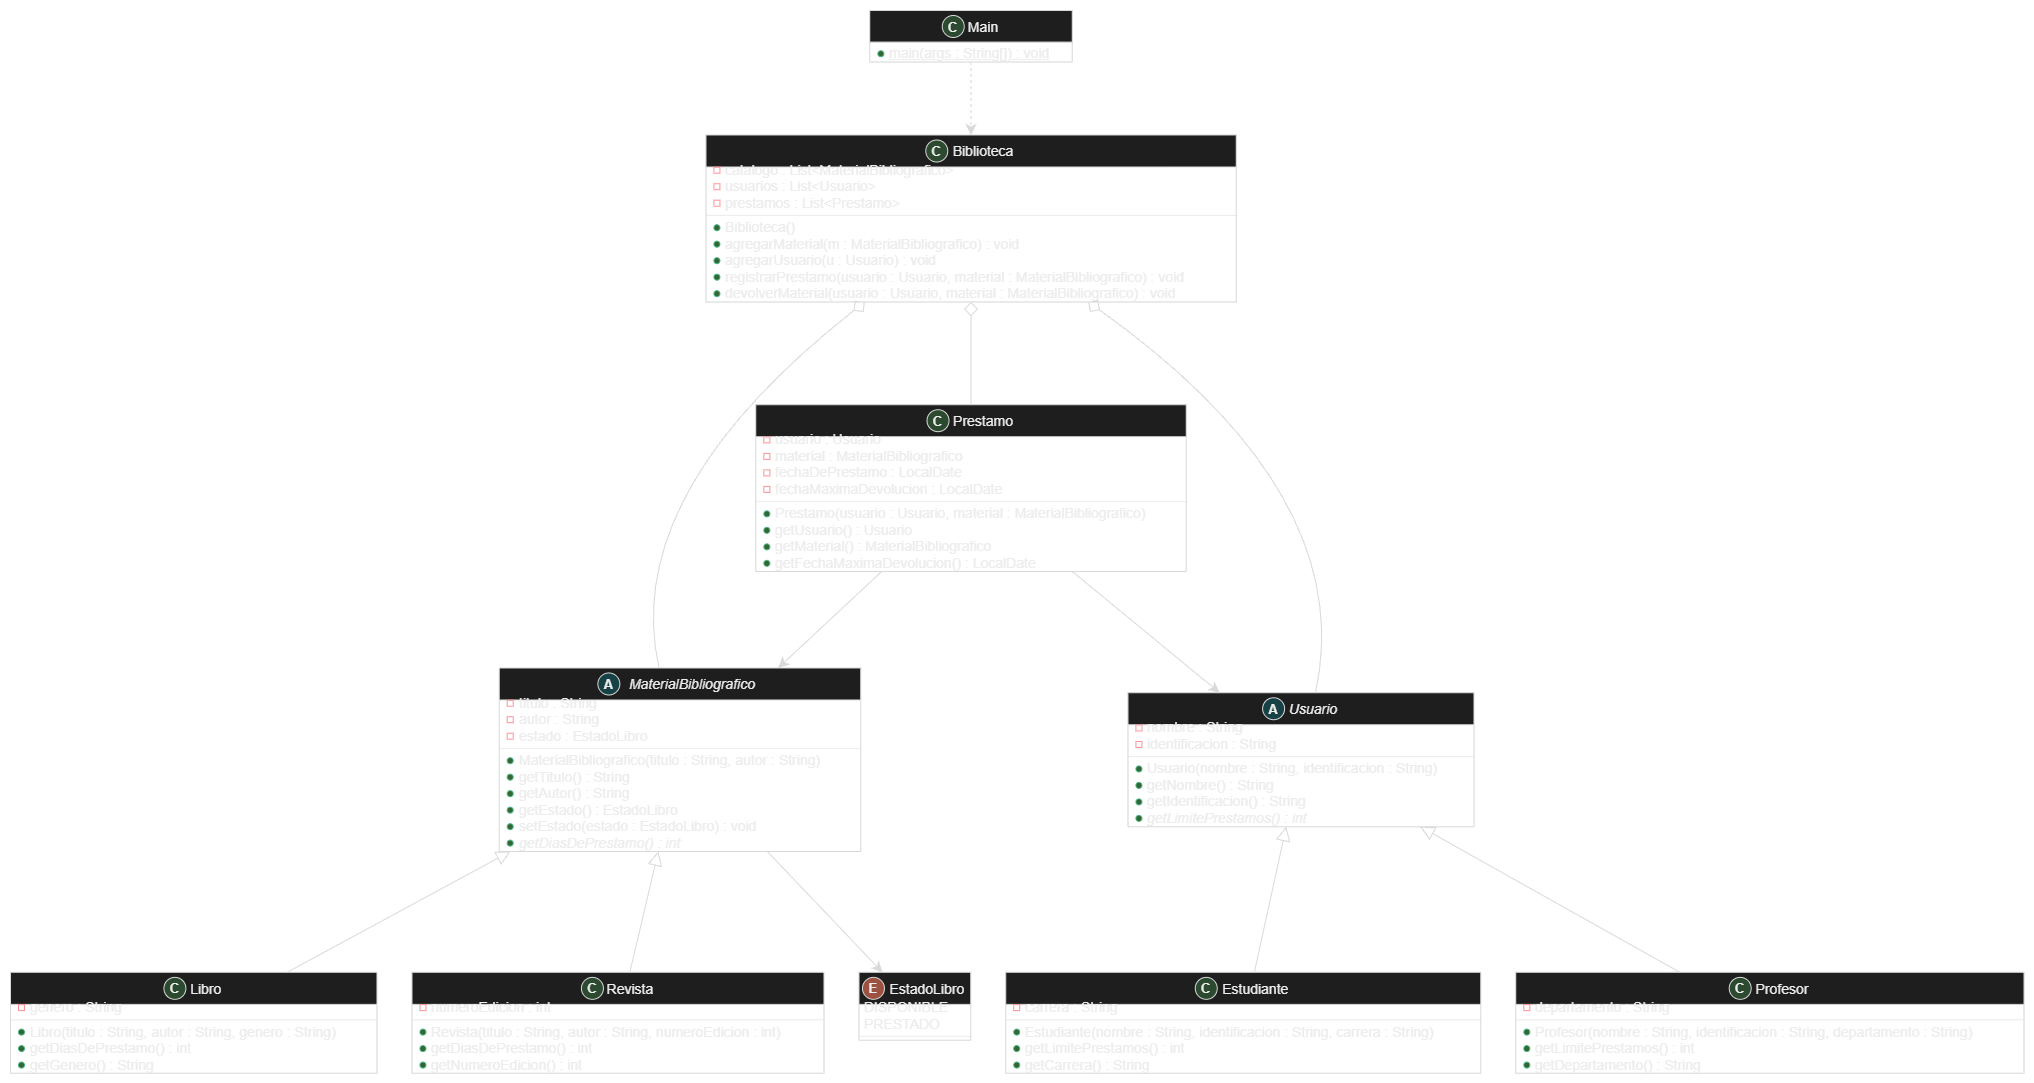 C Main
main(args : String[]) : void
C Biblioteca
catalogo : List<MaterialBibliografico>
usuarios : List<Usuario>
prestamos : List<Prestamo>
Biblioteca()
agregarMaterial(m : MaterialBibliografico) : void
agregarUsuario(u : Usuario) : void
registrarPrestamo(usuario : Usuario, material : MaterialBibliografico) : void
devolverMaterial(usuario : Usuario, material : MaterialBibliografico) : void
C Prestamo
usuario : Usuario
material : MaterialBibliografico
fechaDePrestamo : LocalDate
fechaMaximaDevolucion : LocalDate
Prestamo(usuario : Usuario, material : MaterialBibliografico)
getUsuario() : Usuario
getMaterial() : MaterialBibliografico
getFechaMaximaDevolucion() : LocalDate
A MaterialBibliografico
titulo : String
autor : String
estado : EstadoLibro
MaterialBibliografico(titulo : String, autor : String)
getTitulo() : String
getAutor() : String
getEstado() : EstadoLibro
setEstado(estado : EstadoLibro) : void
getDiasDePrestamo() : int
A Usuario
nombre : String
identificacion : String
Usuario(nombre : String, identificacion : String)
getNombre() : String
getIdentificacion() : String
getLimitePrestamos() : int
C Libro
genero : String
Libro(titulo : String, autor : String, genero : String)
getDiasDePrestamo() : int
getGenero() : String
C Revista
numeroEdicion : int
Revista(titulo : String, autor : String, numeroEdicion : int)
getDiasDePrestamo() : int
getNumeroEdicion() : int
E EstadoLibro
DISPONIBLE
PRESTADO
C Estudiante
carrera : String
Estudiante(nombre : String, identificacion : String, carrera : String)
getLimitePrestamos() : int
getCarrera() : String
C Profesor
departamento : String
Profesor(nombre : String, identificacion : String, departamento : String)
getLimitePrestamos() : int
getDepartamento() : String